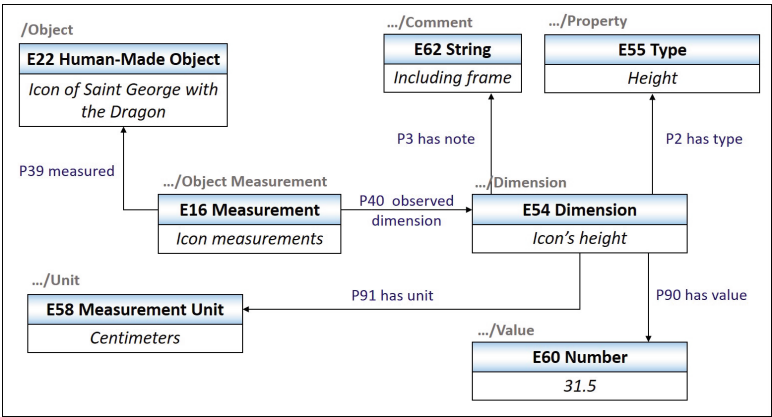 /Object
E22 Human-Made Object
Icon of Saint George with
the Dragon
…/Comment
E62 String
Including frame
…/Property
E55 Type
Height
P39 measured
P3 has note
P2 has type
…/Object Measurement
E16 Measurement
Icon measurements
P40 observed
dimension
…/Dimension
E54 Dimension
Icon’s height
…/Unit
E58 Measurement Unit
Centimeters
P91 has unit
P90 has value
…/Value
E60 Number
31.5